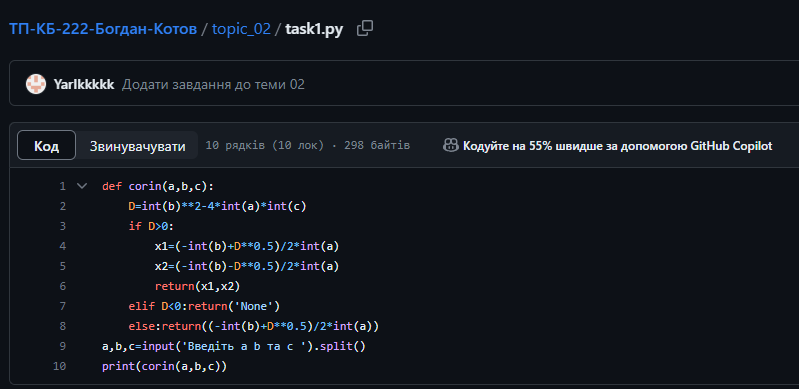 ТП-КБ-222-Богдан-Котов / topic_02 / task1.py
YarIkkkkk Додати завдання до теми 02
Код Звинувачувати 10 рядків (10 лок) · 298 байтів Кодуйте на 55% швидше за допомогою GitHub Copilot
1 def corin(a,b,c):
2 D=int(b)**2-4*int(a)*int(c)
3 if D>0:
4 x1=(-int(b)+D**0.5)/2*int(a)
5 x2=(-int(b)-D**0.5)/2*int(a)
6 return(x1,x2)
7 elif D<0:return('None')
8 else:return((-int(b)+D**0.5)/2*int(a))
9 a,b,c=input('Введіть a b та c ').split()
10 print(corin(a,b,c))